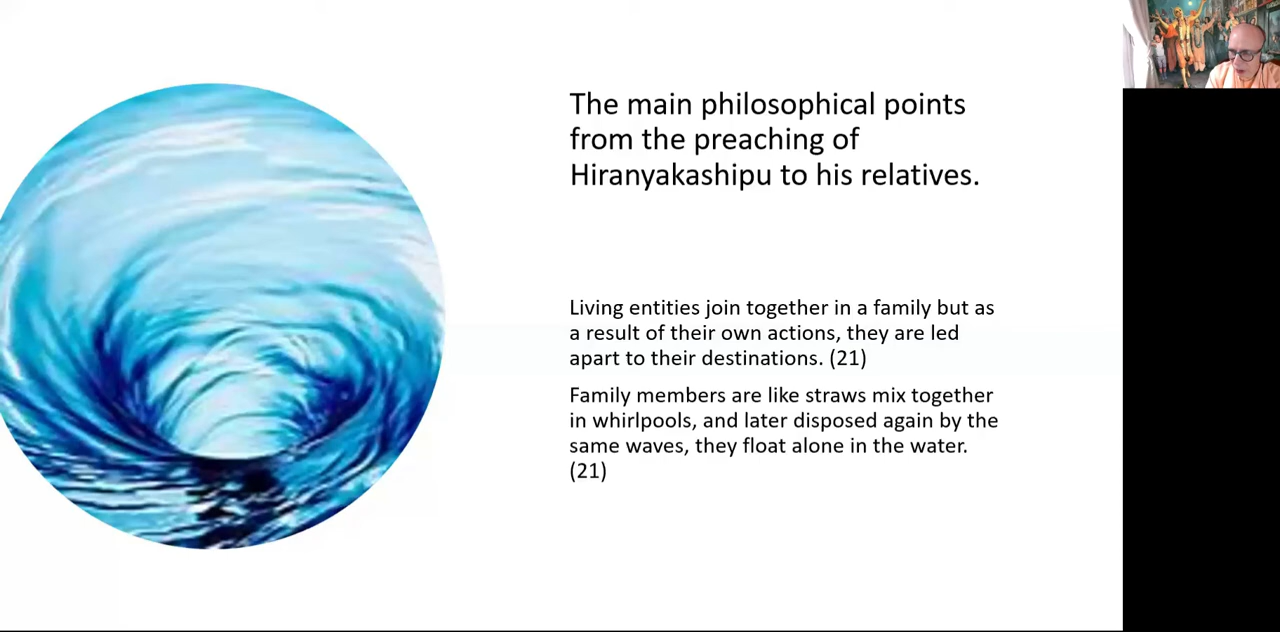 The main philosophical points
from the preaching of
Hiranyakashipu to his relatives.
Living entities join together in a family but as
a result of their own actions, they are led
apart to their destinations. (21)
Family members are like straws mix together
in whirlpools, and later disposed again by the
same waves, they float alone in the water.
(21)